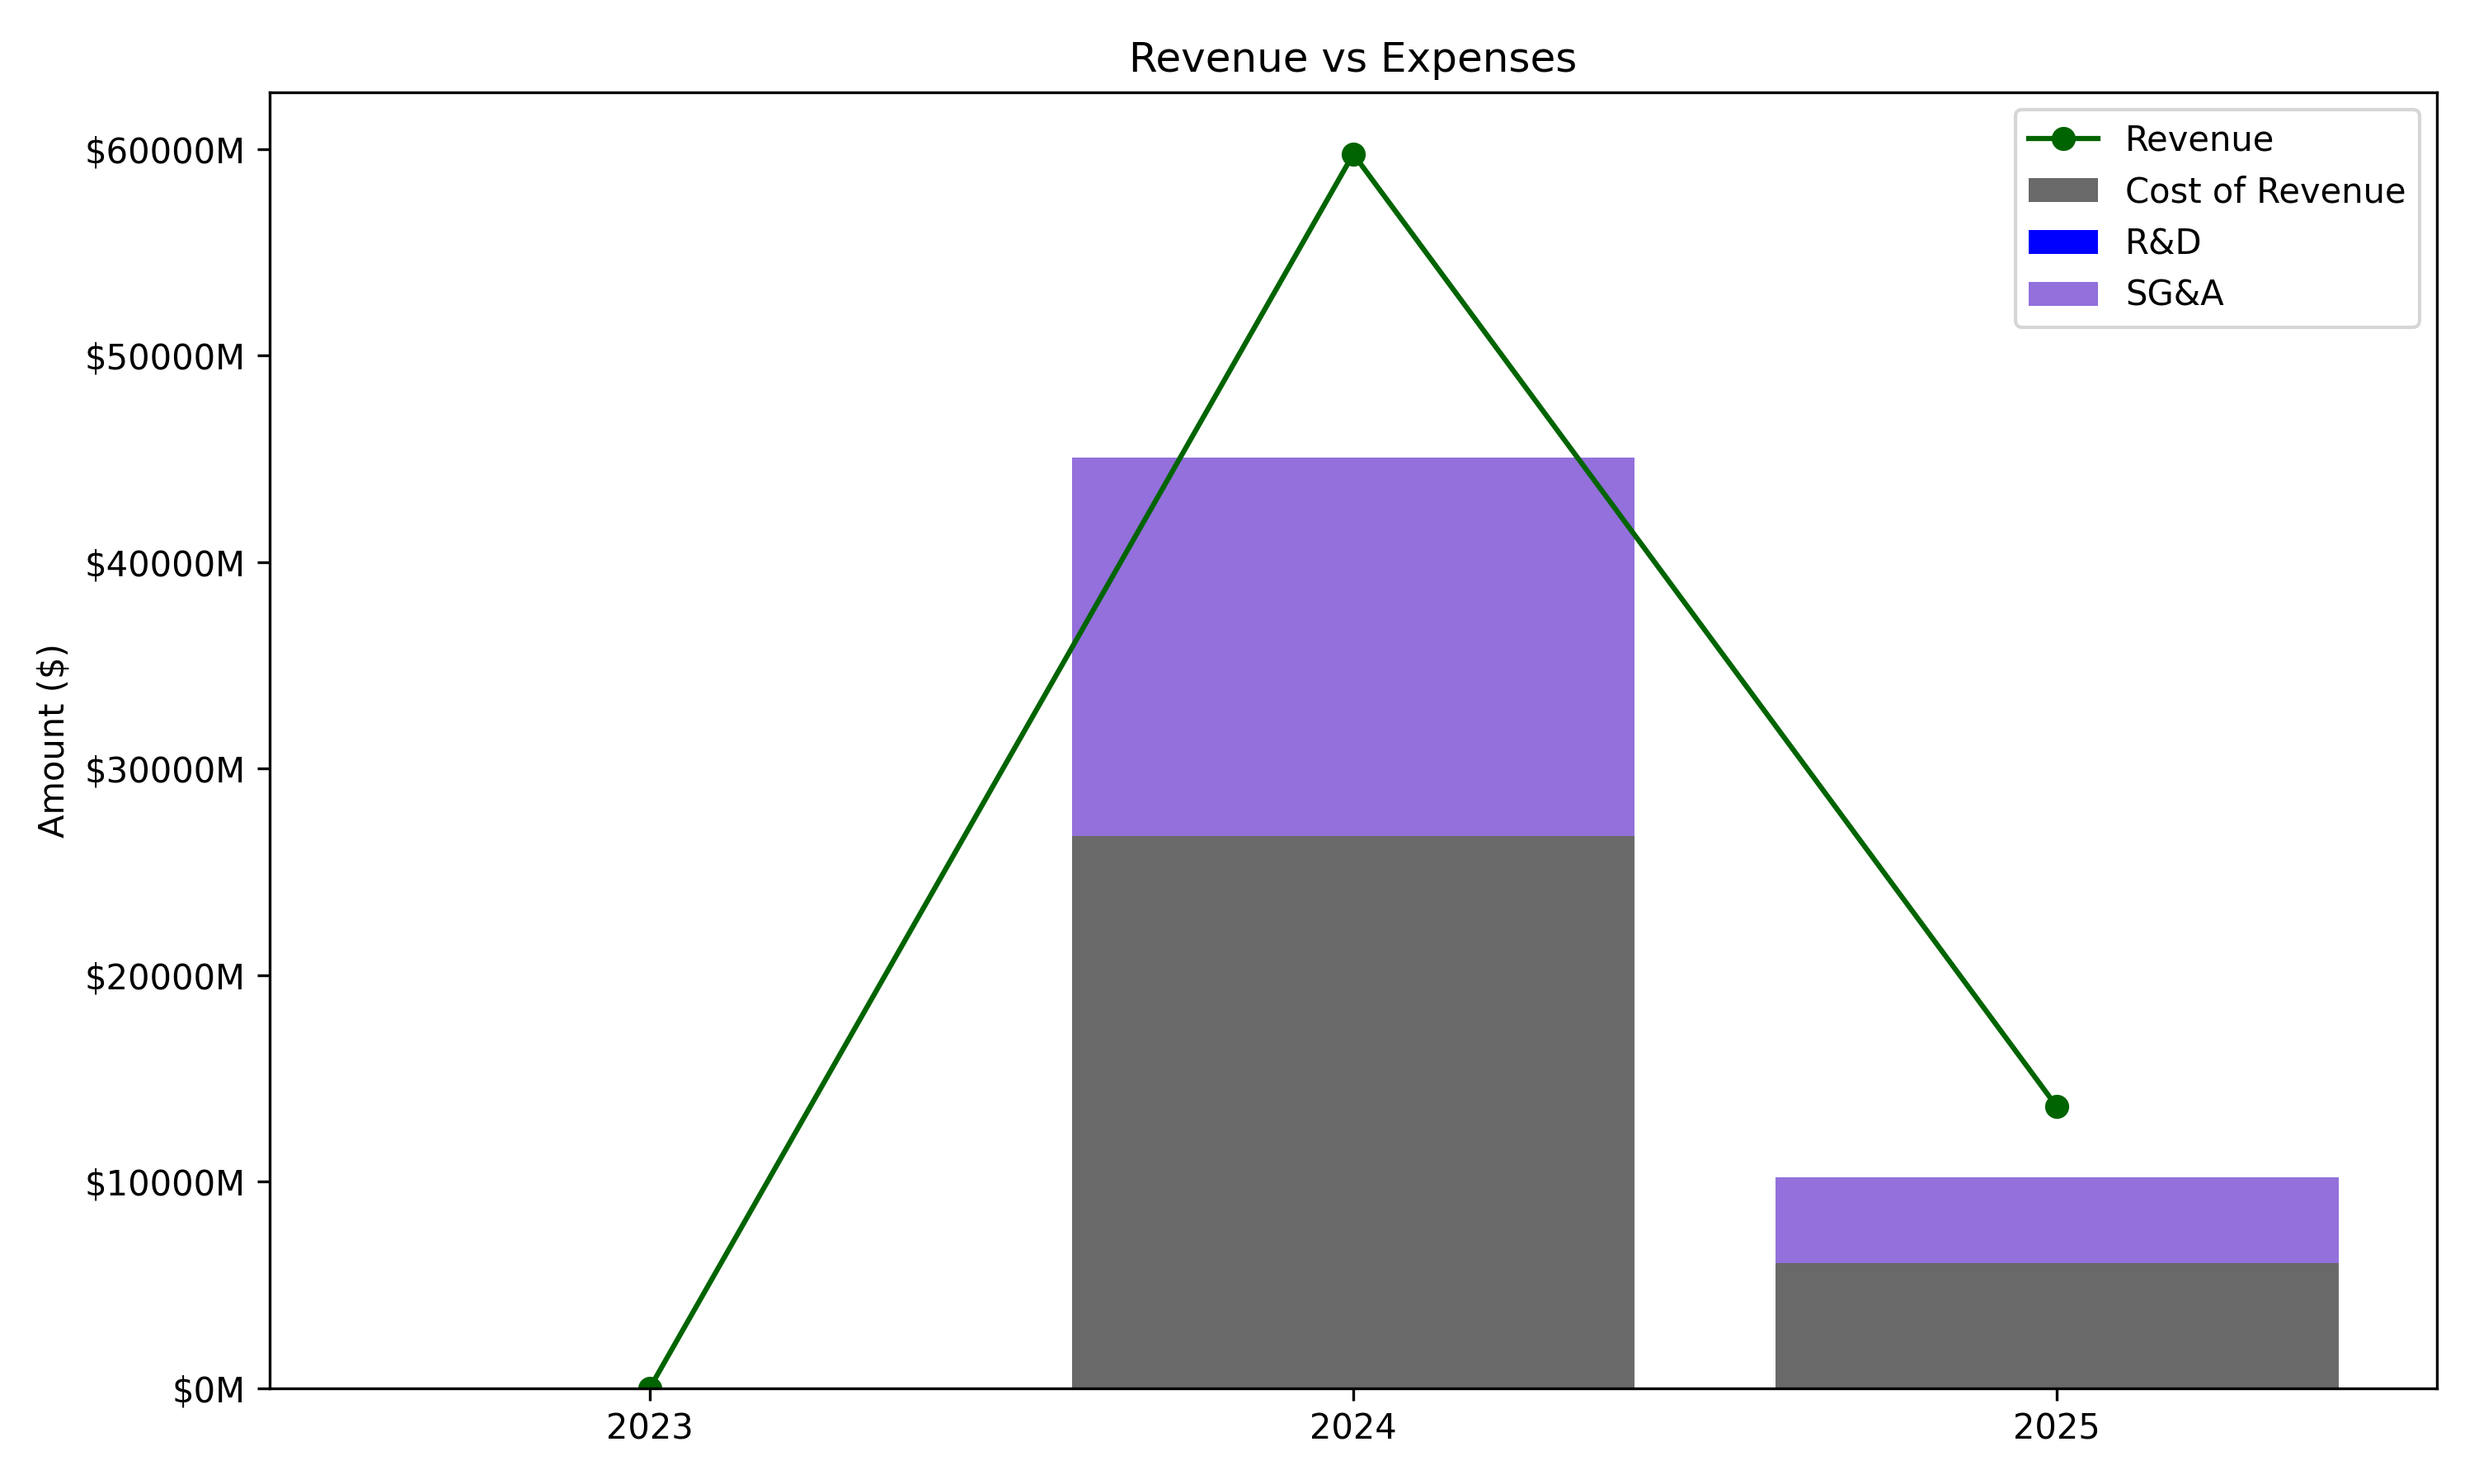 Revenue vs Expenses
Revenue
Cost of Revenue
R&D
SG&A
Amount ($)
$60000M
$50000M
$40000M
$30000M
$20000M
$10000M
$0M
2023
2024
2025